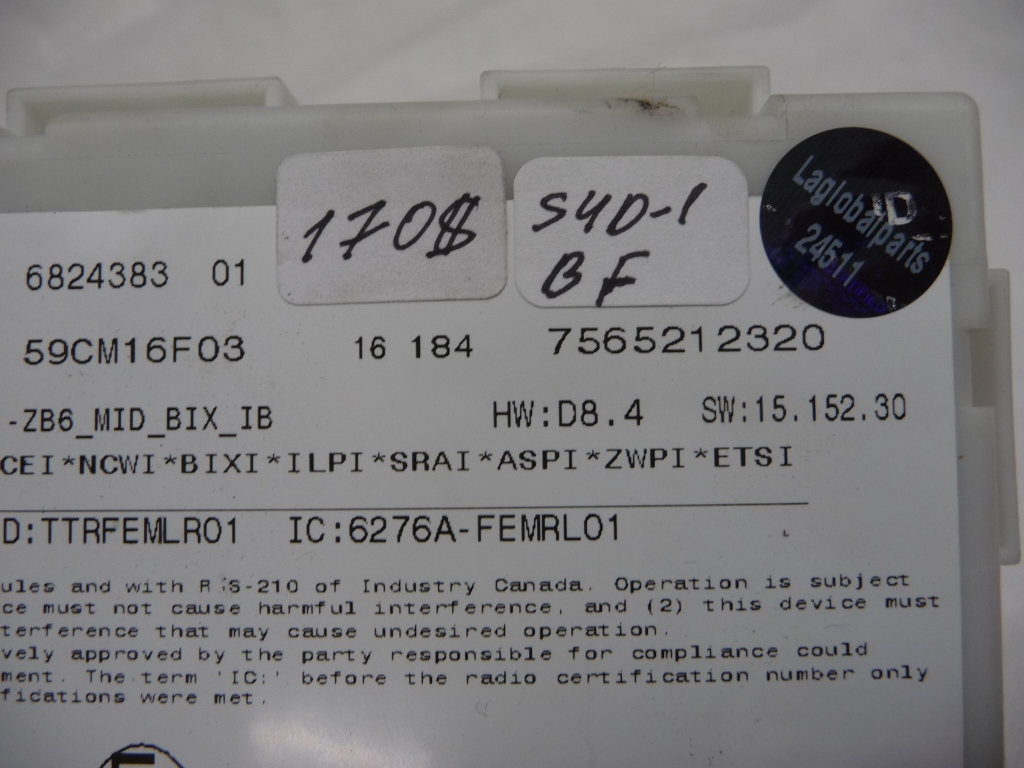 170$
S4D-1
BF
Laglobalparts
24511
6824383 01
59CM16F03 16 184 7565212320
-ZB6_MID_BIX_IB HW:D8.4 SW:15.152.30
CEI*NCWI*BIXI*ILPI*SRAI*ASPI*ZWPI*ETSI
D:TTRFEMLR01 IC:6276A-FEMRL01
ules and with RSS-210 of Industry Canada. Operation is subject
ce must not cause harmful interference, and (2) this device must
terference that may cause undesired operation.
vely approved by the party responsible for compliance could
ment. The term 'IC:' before the radio certification number only
fications were met.